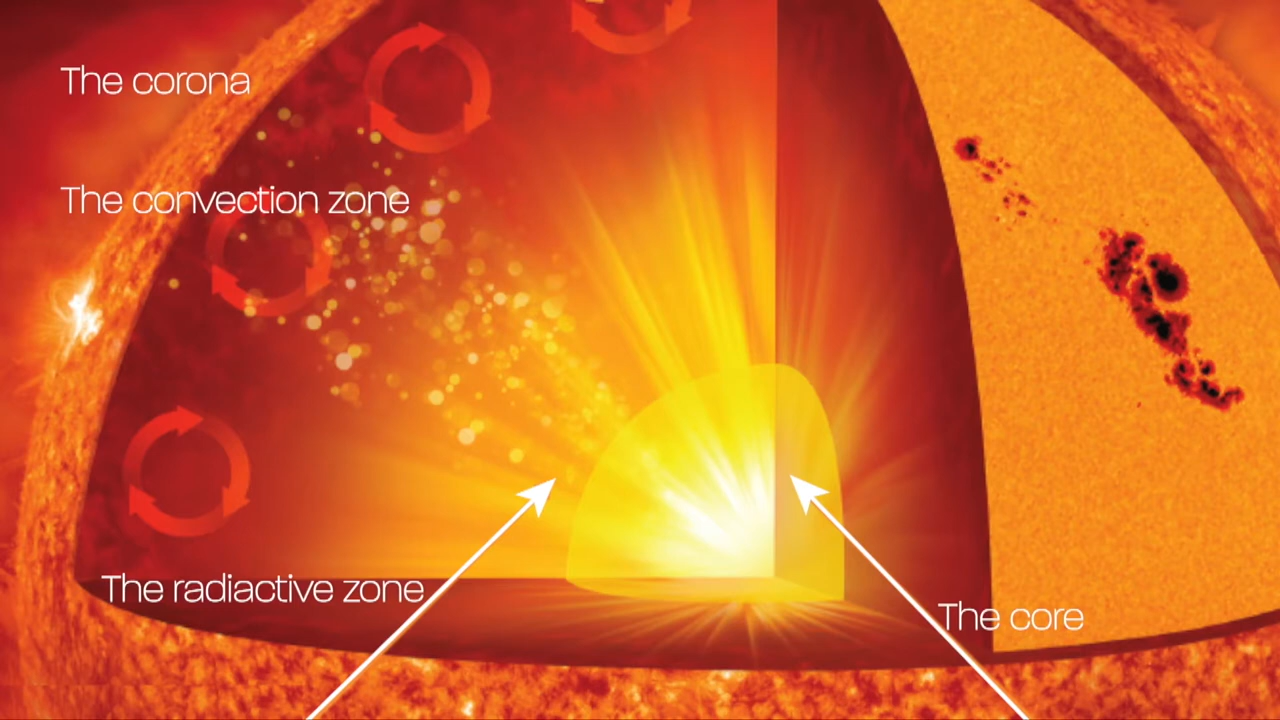 The corona
The convection zone
The radiactive zone
The core